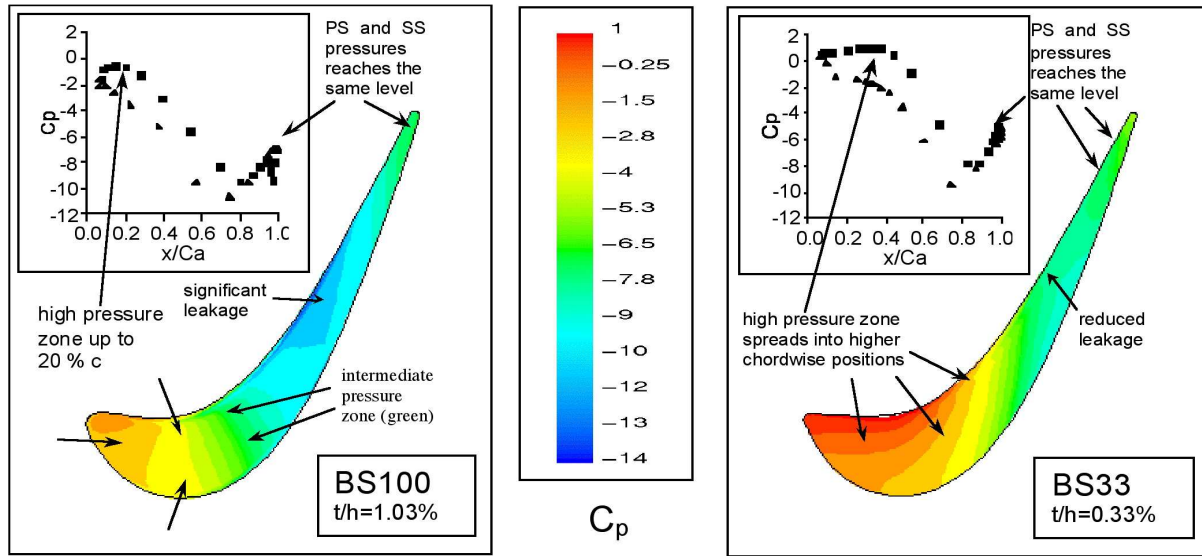 2
0
-2
-4
-6
-8
-10
-12
Cp
0.0 0.2 0.4 0.6 0.8 1.0
x/Ca
PS and SS
pressures
reaches the
same level
significant
leakage
high pressure
zone up to
20 % c
intermediate
pressure
zone (green)
BS100
t/h=1.03%
1
-0.25
-1.5
-2.8
-4
-5.3
-6.5
-7.8
-9
-10
-12
-13
-14
Cp
2
0
-2
-4
-6
-8
-10
-12
Cp
0.0 0.2 0.4 0.6 0.8 1.0
x/Ca
PS and SS
pressures
reaches the
same level
high pressure zone
spreads into higher
chordwise positions
reduced
leakage
BS33
t/h=0.33%